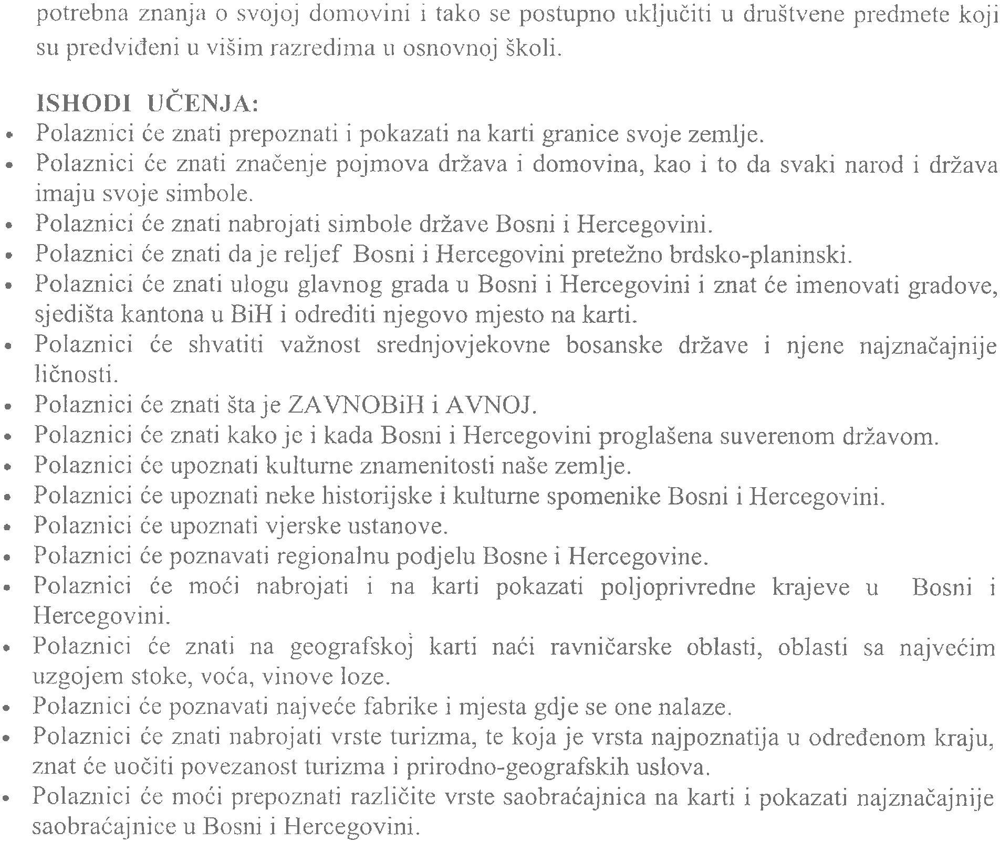 potrebna znanja o svojoj domovini i tako se postupno uključiti u društvene predmete koji
su predviđeni u višim razredima u osnovnoj školi.
ISHODI UČENJA:
• Polaznici će znati prepoznati i pokazati na karti granice svoje zemlje.
• Polaznici će znati značenje pojmova država i domovina, kao i to da svaki narod i država
imaju svoje simbole.
• Polaznici će znati nabrojati simbole države Bosni i Hercegovini.
• Polaznici će znati da je reljef Bosni i Hercegovini pretežno brdsko-planinski.
• Polaznici će znati ulogu glavnog grada u Bosni i Hercegovini i znat će imenovati gradove,
sjedišta kantona u BiH i odrediti njegovo mjesto na karti.
• Polaznici će shvatiti važnost srednjovjekovne bosanske države i njene najznačajnije
ličnosti.
• Polaznici će znati šta je ZAVNOBiH i AVNOJ.
• Polaznici će znati kako je i kada Bosni i Hercegovini proglašena suverenom državom.
• Polaznici će upoznati kulturne znamenitosti naše zemlje.
• Polaznici će upoznati neke historijske i kulturne spomenike Bosni i Hercegovini.
• Polaznici će upoznati vjerske ustanove.
• Polaznici će poznavati regionalnu podjelu Bosne i Hercegovine.
• Polaznici će moći nabrojati i na karti pokazati poljoprivredne krajeve u Bosni i
Hercegovini.
• Polaznici će znati na geografskoj karti naći ravničarske oblasti, oblasti sa najvećim
uzgojem stoke, voća, vinove loze.
• Polaznici će poznavati najveće fabrike i mjesta gdje se one nalaze.
• Polaznici će znati nabrojati vrste turizma, te koja je vrsta najpoznatija u određenom kraju,
znat će uočiti povezanost turizma i prirodno-geografskih uslova.
• Polaznici će moći prepoznati različite vrste saobraćajnica na karti i pokazati najznačajnije
saobraćajnice u Bosni i Hercegovini.